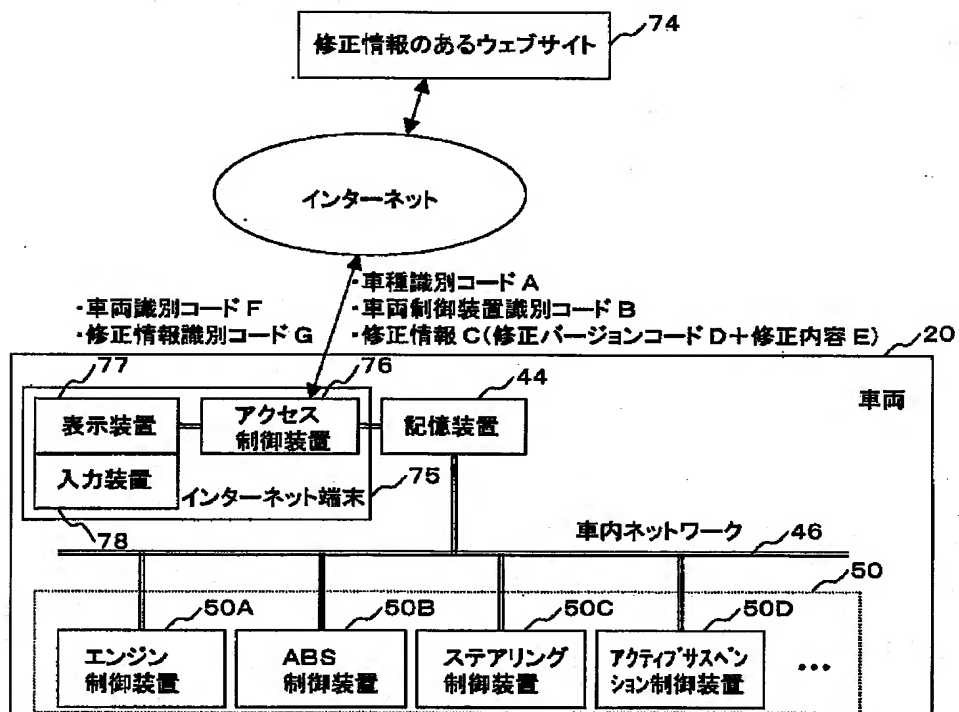 修正情報のあるウェブサイト
74
インターネット
・車両識別コード F
・修正情報識別コード G
・車種識別コード A
・車両制御装置識別コード B
・修正情報 C(修正バージョンコード D+修正内容 E)
20
車両
77
76
44
表示装置
アクセス
制御装置
記憶装置
入力装置
インターネット端末
75
78
車内ネットワーク
46
50
50A
50B
50C
50D
エンジン
制御装置
ABS
制御装置
ステアリング
制御装置
アクティブサスペン
ション制御装置
•••